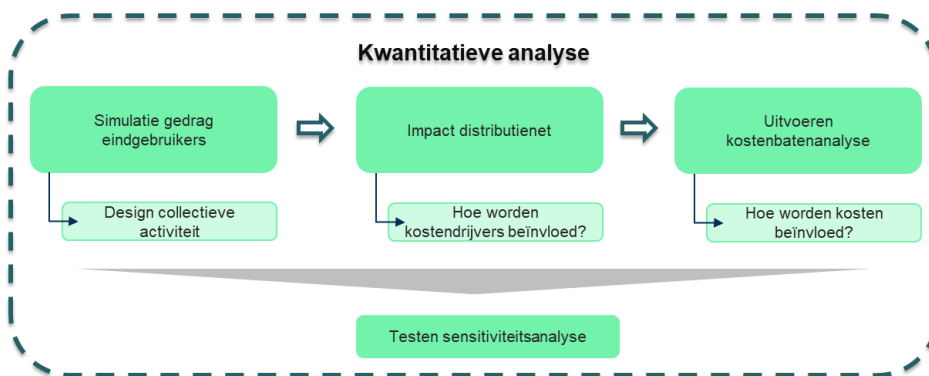 Kwantitatieve analyse
Simulatie gedrag
eindgebruikers
Impact distributienet
Uitvoeren
kostenbatenanalyse
Design collectieve
activiteit
Hoe worden
kostendrijvers beïnvloed?
Hoe worden kosten
beïnvloed?
Testen sensitiviteitsanalyse